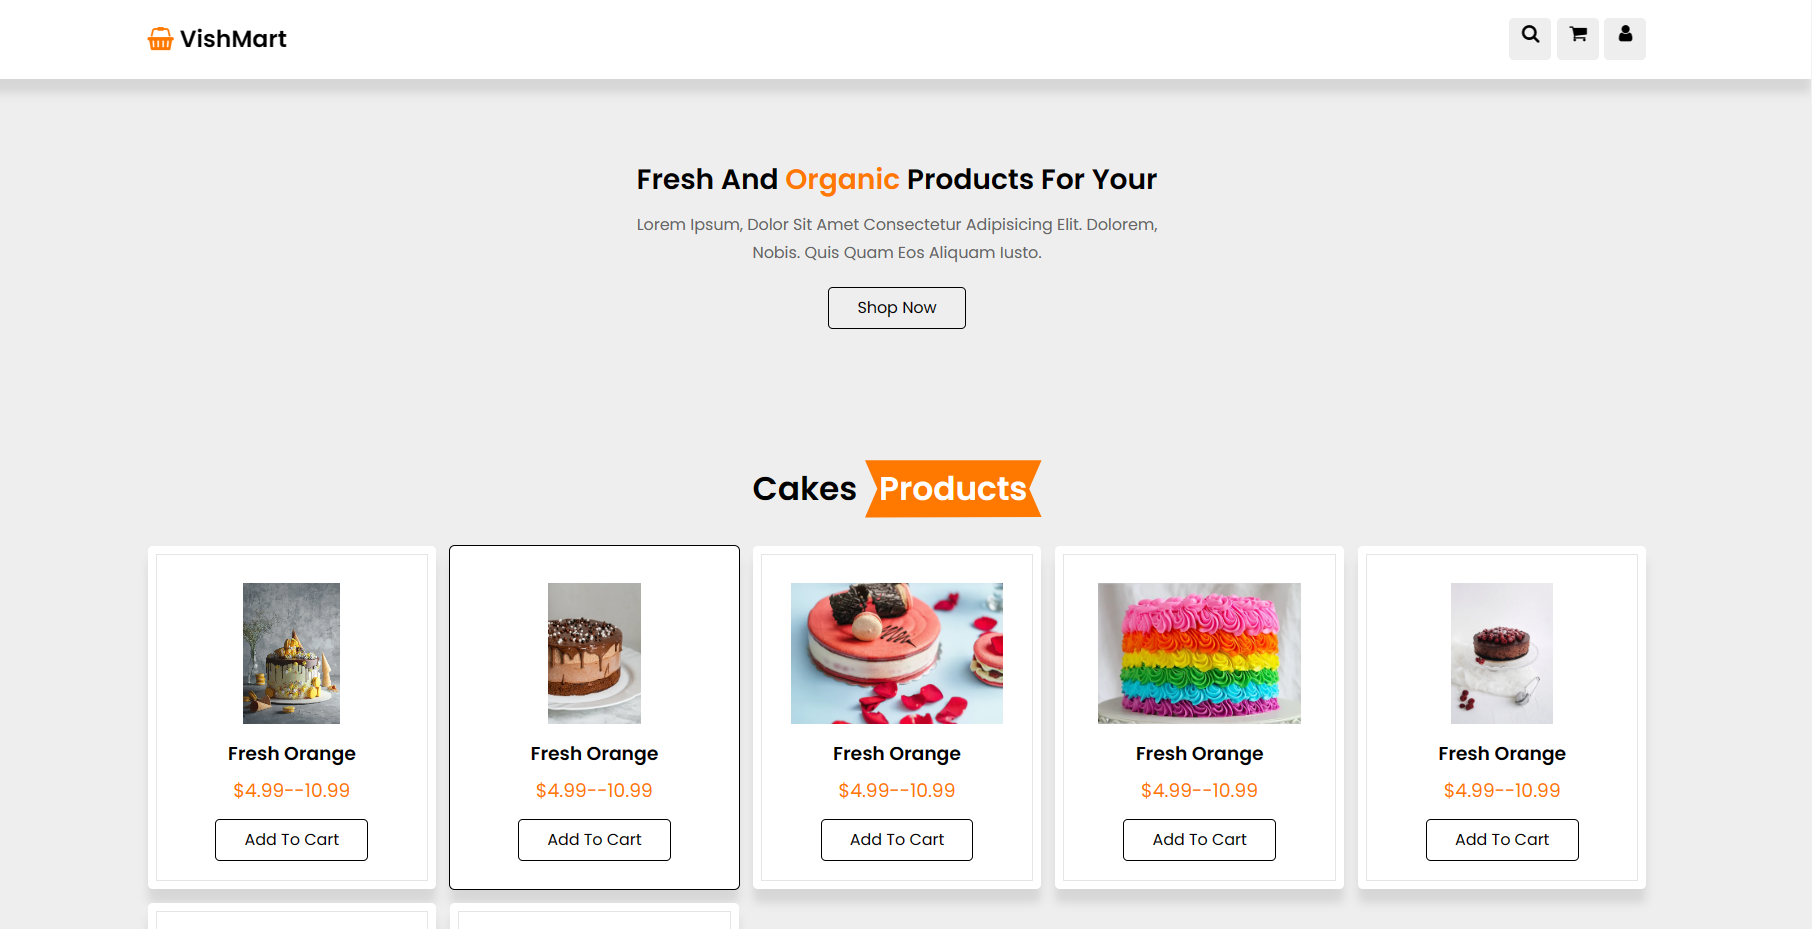 VishMart
Fresh And Organic Products For Your
Lorem Ipsum, Dolor Sit Amet Consectetur Adipisicing Elit. Dolorem,
Nobis. Quis Quam Eos Aliquam Iusto.
Shop Now
Cakes Products
Fresh Orange
$4.99--10.99
Add To Cart
Fresh Orange
$4.99--10.99
Add To Cart
Fresh Orange
$4.99--10.99
Add To Cart
Fresh Orange
$4.99--10.99
Add To Cart
Fresh Orange
$4.99--10.99
Add To Cart